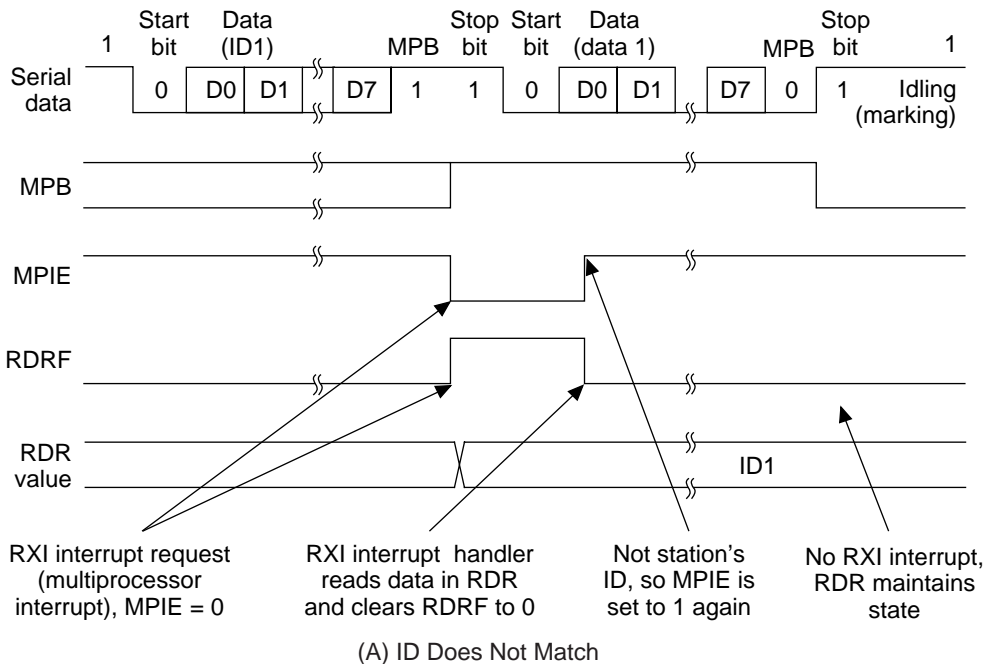 1 Start bit Data (ID1) MPB Stop bit Start bit Data (data 1) MPB Stop bit 1
Serial data 0 D0 D1 D7 1 1 0 D0 D1 D7 0 1 Idling (marking)
MPB
MPIE
RDRF
RDR value ID1
RXI interrupt request (multiprocessor interrupt), MPIE = 0
RXI interrupt handler reads data in RDR and clears RDRF to 0
Not station's ID, so MPIE is set to 1 again
No RXI interrupt, RDR maintains state
(A) ID Does Not Match